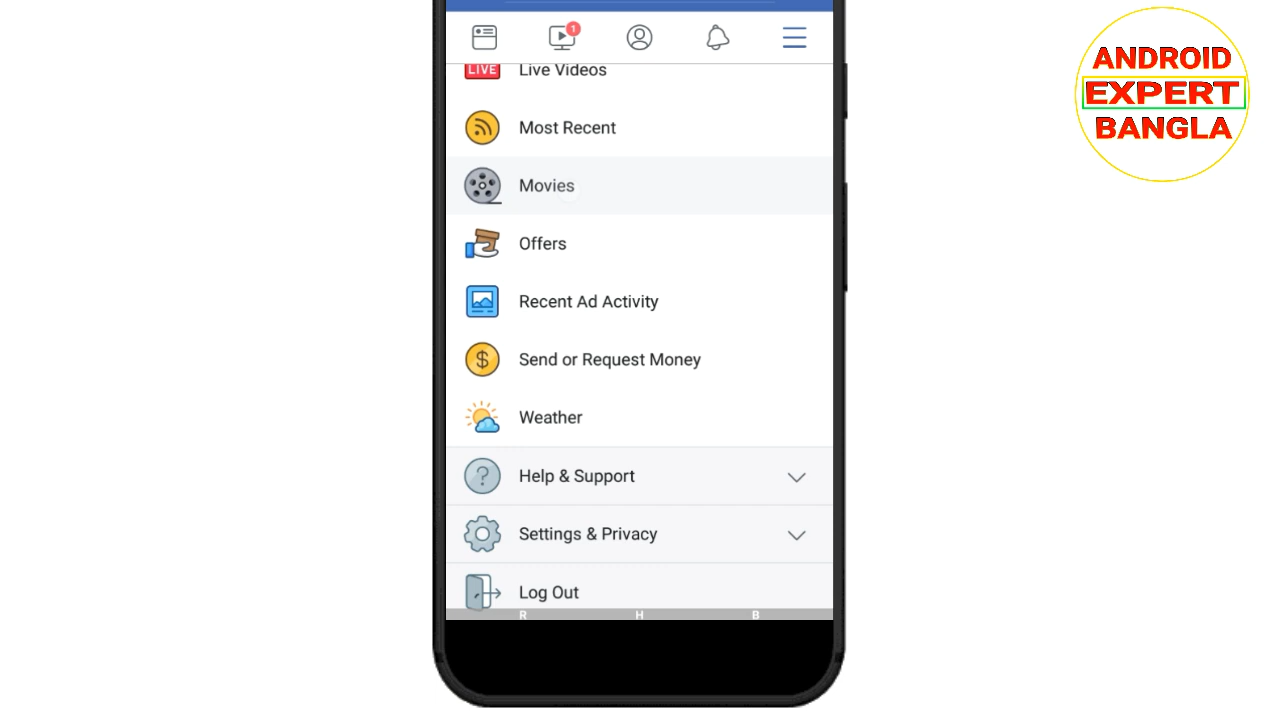 1
LIVE
Live Videos
Most Recent
Movies
Offers
Recent Ad Activity
Send or Request Money
Weather
?
Help & Support
Settings & Privacy
Log Out
R H B
ANDROID
EXPERT
BANGLA